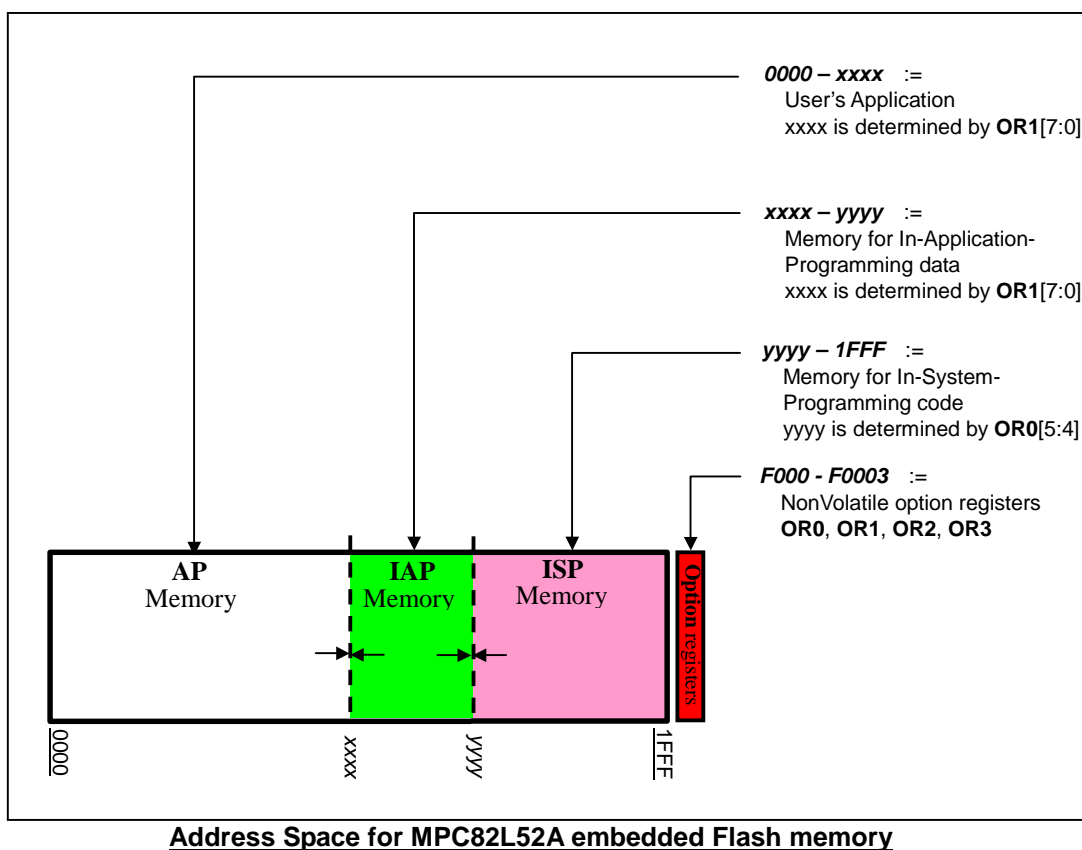 0000 – xxxx :=
User's Application
xxxx is determined by OR1[7:0]
xxxx – yyyy :=
Memory for In-Application-
Programming data
xxxx is determined by OR1[7:0]
yyyy – 1FFF :=
Memory for In-System-
Programming code
yyyy is determined by OR0[5:4]
F000 - F0003 :=
NonVolatile option registers
OR0, OR1, OR2, OR3
AP
Memory
IAP
Memory
ISP
Memory
Option registers
0000
xxxx
yyyy
1FFF
Address Space for MPC82L52A embedded Flash memory